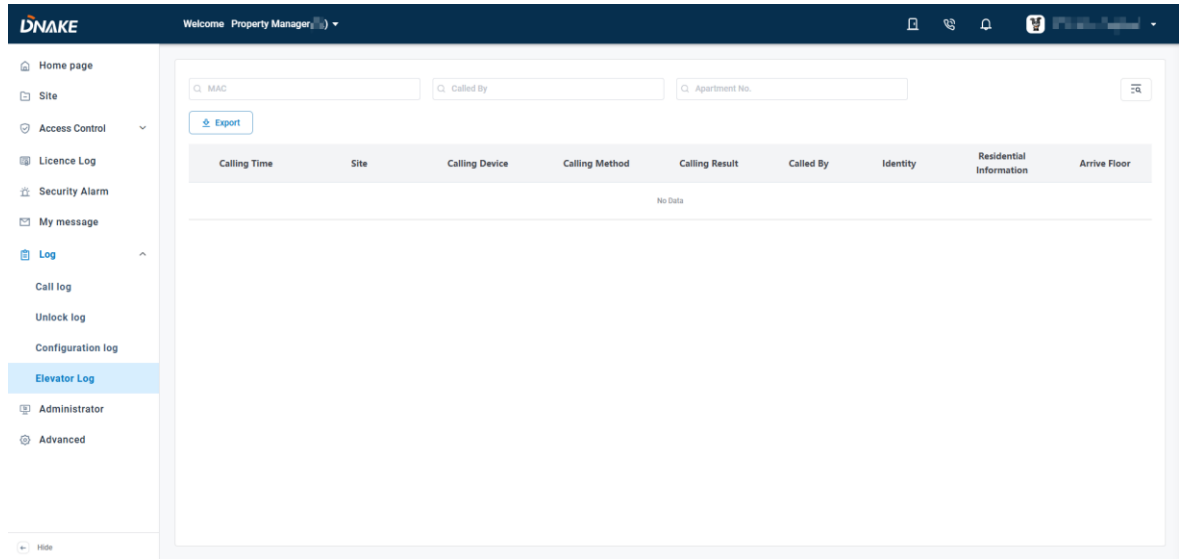 DNAKE
Welcome Property Manager ) 
Home page
Site
Access Control
Licence Log
Security Alarm
My message
Log
Call log
Unlock log
Configuration log
Elevator Log
Administrator
Advanced
Hide
MAC
Called By
Apartment No.
Export
Calling Time
Site
Calling Device
Calling Method
Calling Result
Called By
Identity
Residential
Information
Arrive Floor
No Data